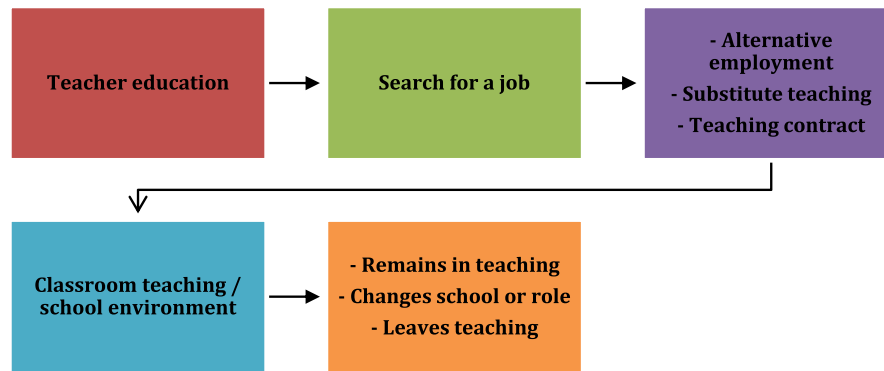 Teacher education
Search for a job
- Alternative
employment
- Substitute teaching
- Teaching contract
Classroom teaching /
school environment
- Remains in teaching
- Changes school or role
- Leaves teaching